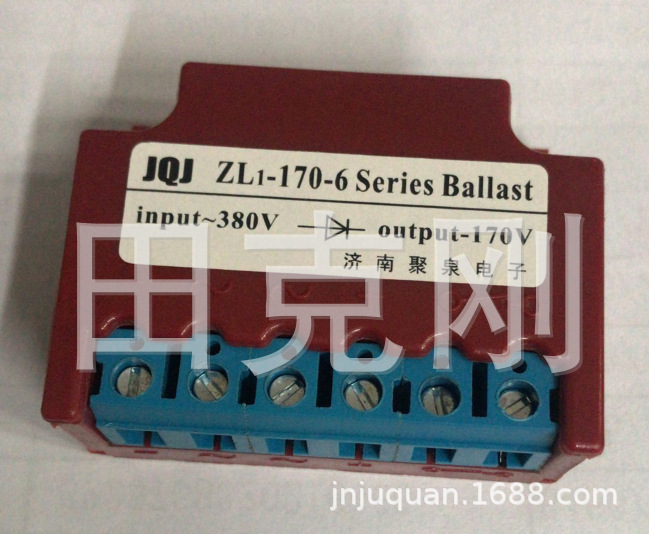 JQJ ZL1-170-6 Series Ballast
input~380V output-170V
济南聚泉电子
田克刚
jnjuquan.1688.com